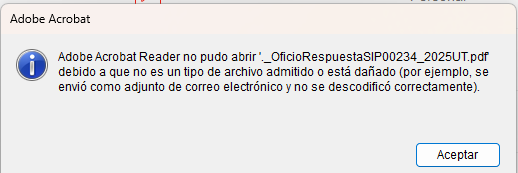 Adobe Acrobat
Adobe Acrobat Reader no pudo abrir '._OficioRespuestaSIP00234_2025UT.pdf'
debido a que no es un tipo de archivo admitido o está dañado (por ejemplo, se
envió como adjunto de correo electrónico y no se descodificó correctamente).
Aceptar